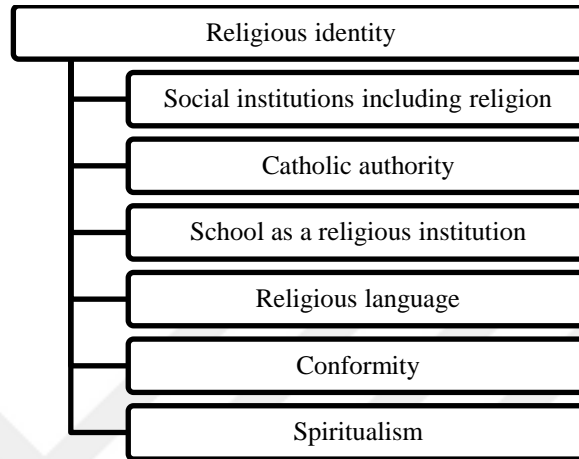 Religious identity
Social institutions including religion
Catholic authority
School as a religious institution
Religious language
Conformity
Spiritualism